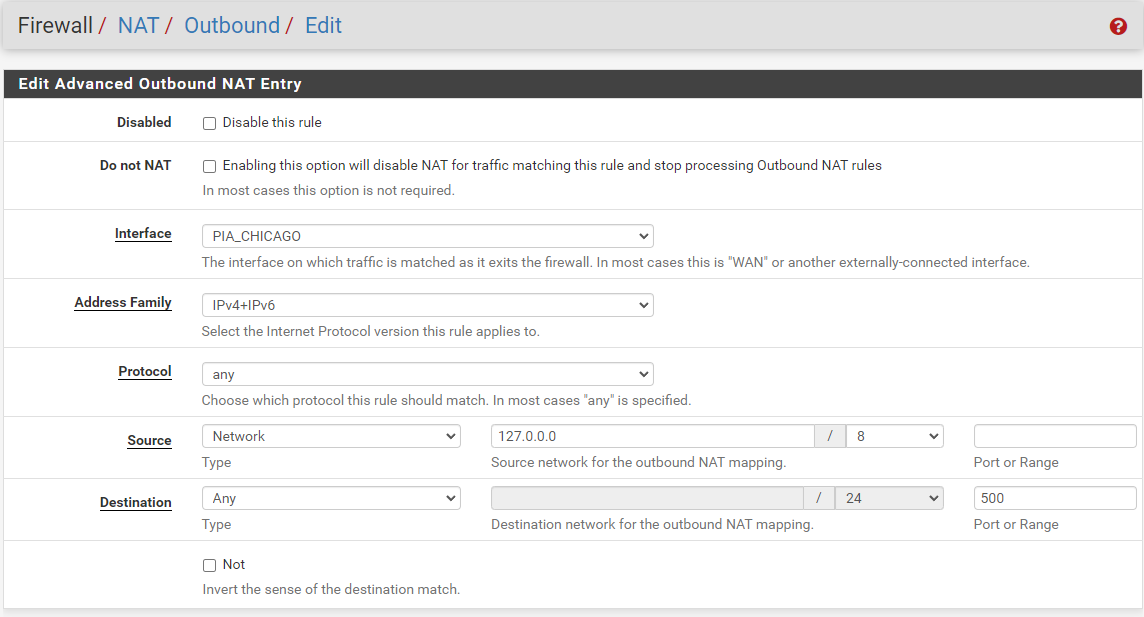 Firewall / NAT / Outbound / Edit
?
Edit Advanced Outbound NAT Entry
Disabled Disable this rule
Do not NAT Enabling this option will disable NAT for traffic matching this rule and stop processing Outbound NAT rules
In most cases this option is not required.
Interface PIA_CHICAGO
The interface on which traffic is matched as it exits the firewall. In most cases this is "WAN" or another externally-connected interface.
Address Family IPv4+IPv6
Select the Internet Protocol version this rule applies to.
Protocol any
Choose which protocol this rule should match. In most cases "any" is specified.
Source Network 127.0.0.0 / 8
Type Source network for the outbound NAT mapping. Port or Range
Destination Any / 24 500
Type Destination network for the outbound NAT mapping. Port or Range
Not
Invert the sense of the destination match.